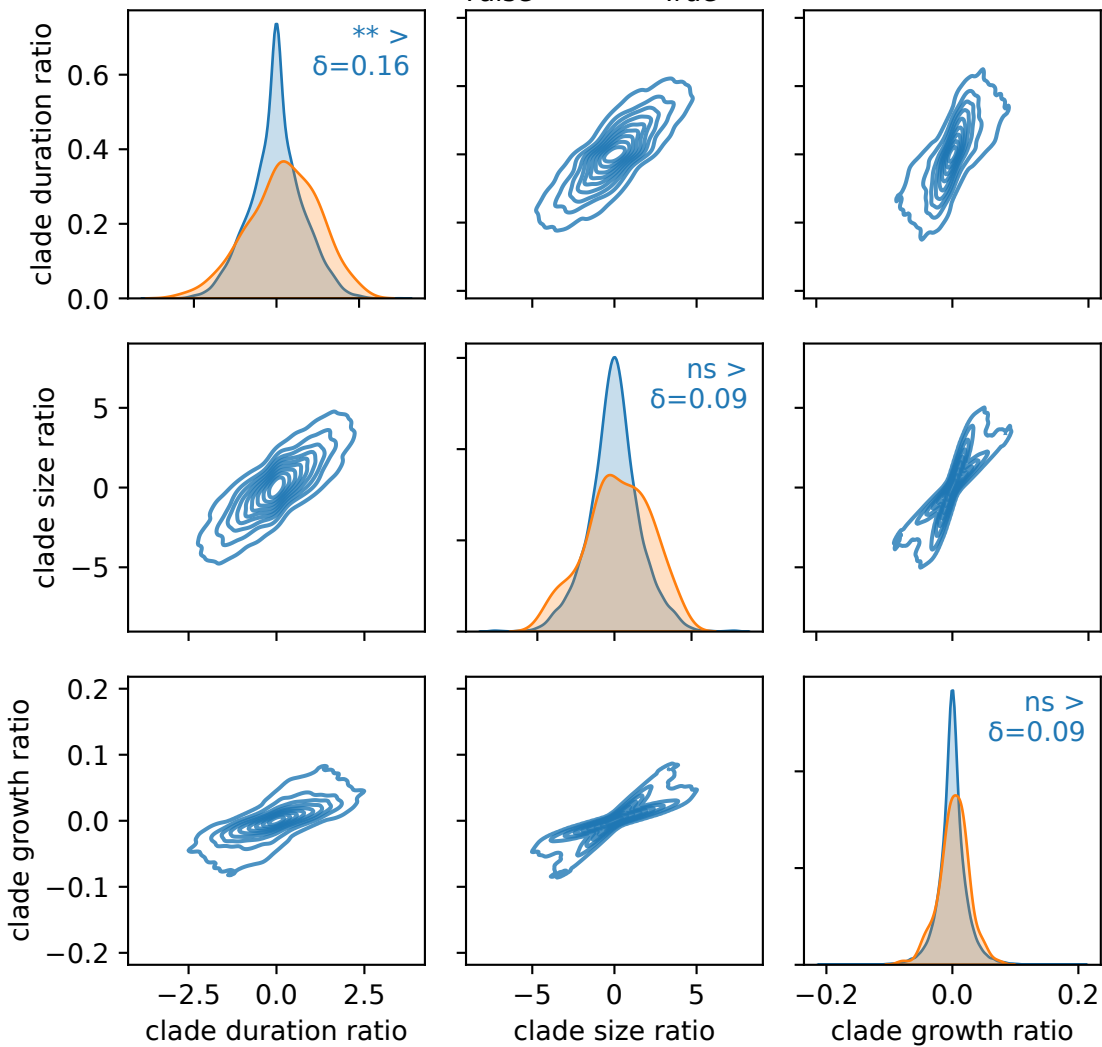 ** >
δ=0.16
clade duration ratio
0.6
0.4
0.2
0.0
ns >
δ=0.09
clade size ratio
5
0
−5
ns >
δ=0.09
clade growth ratio
0.2
0.1
0.0
−0.1
−0.2
−2.5 0.0 2.5
−5 0 5
−0.2 0.0 0.2
clade duration ratio
clade size ratio
clade growth ratio